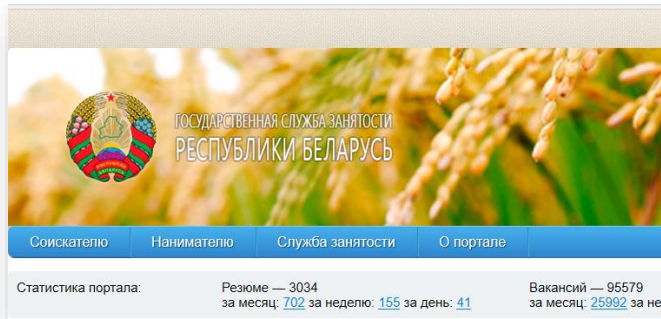 ГОСУДАРСТВЕННАЯ СЛУЖБА ЗАНЯТОСТИ
РЕСПУБЛИКИ БЕЛАРУСЬ
Соискателю Нанимателю Служба занятости О портале
Статистика портала: Резюме — 3034 Вакансий — 95579
за месяц: 702 за неделю: 155 за день: 41 за месяц: 25992 за не